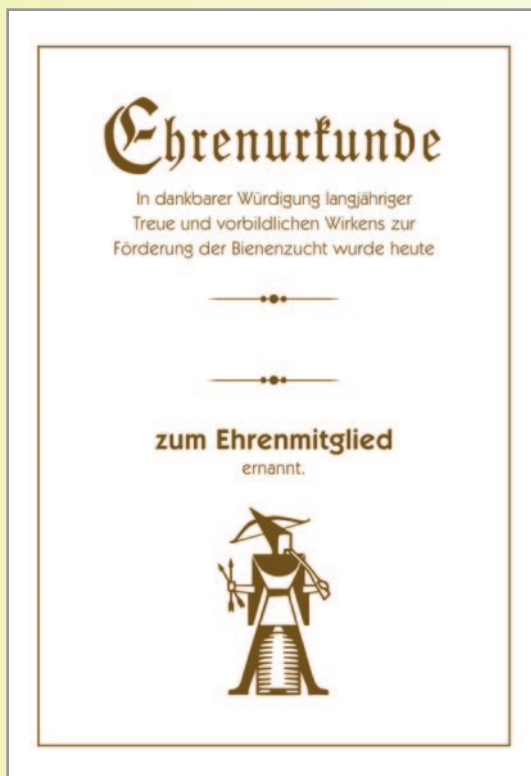 Ehrenurkunde
In dankbarer Würdigung langjähriger
Treue und vorbildlichen Wirkens zur
Förderung der Bienenzucht wurde heute
zum Ehrenmitglied
ernannt.